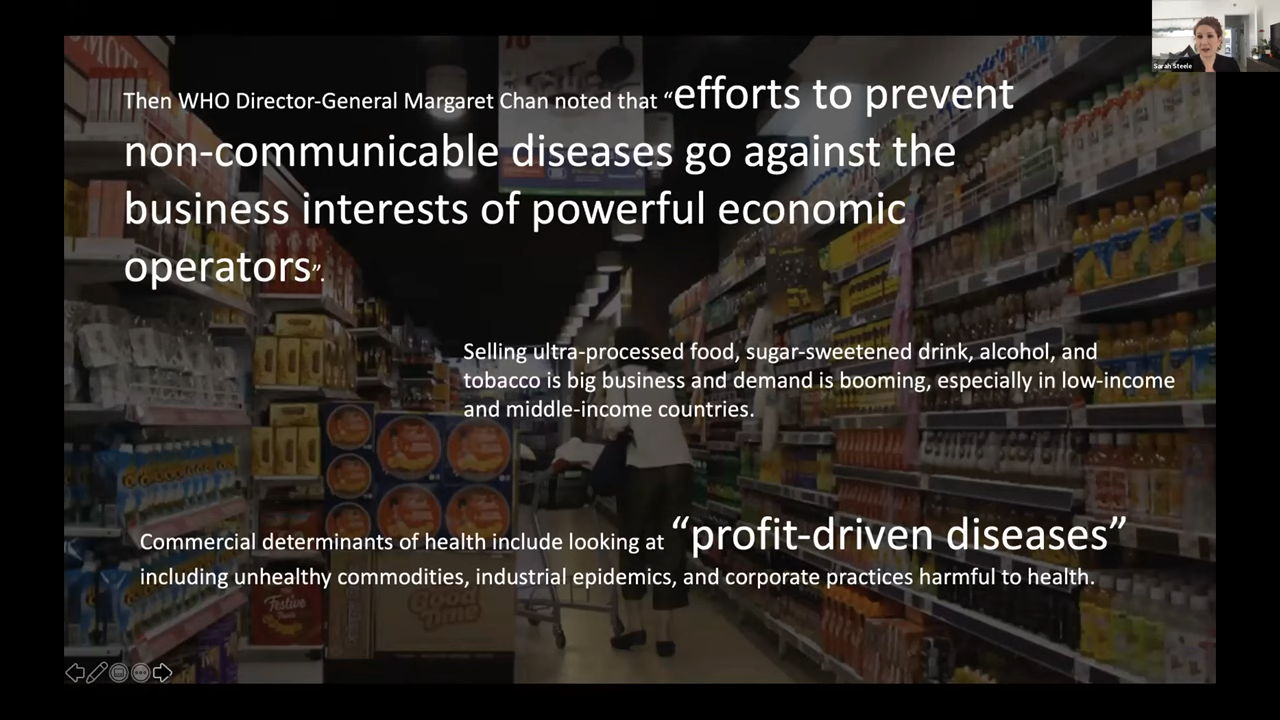 Sarah Steele
Then WHO Director-General Margaret Chan noted that “efforts to prevent
non-communicable diseases go against the
business interests of powerful economic
operators”.
Selling ultra-processed food, sugar-sweetened drink, alcohol, and
tobacco is big business and demand is booming, especially in low-income
and middle-income countries.
Commercial determinants of health include looking at “profit-driven diseases”
including unhealthy commodities, industrial epidemics, and corporate practices harmful to health.
Festive
Good
Time